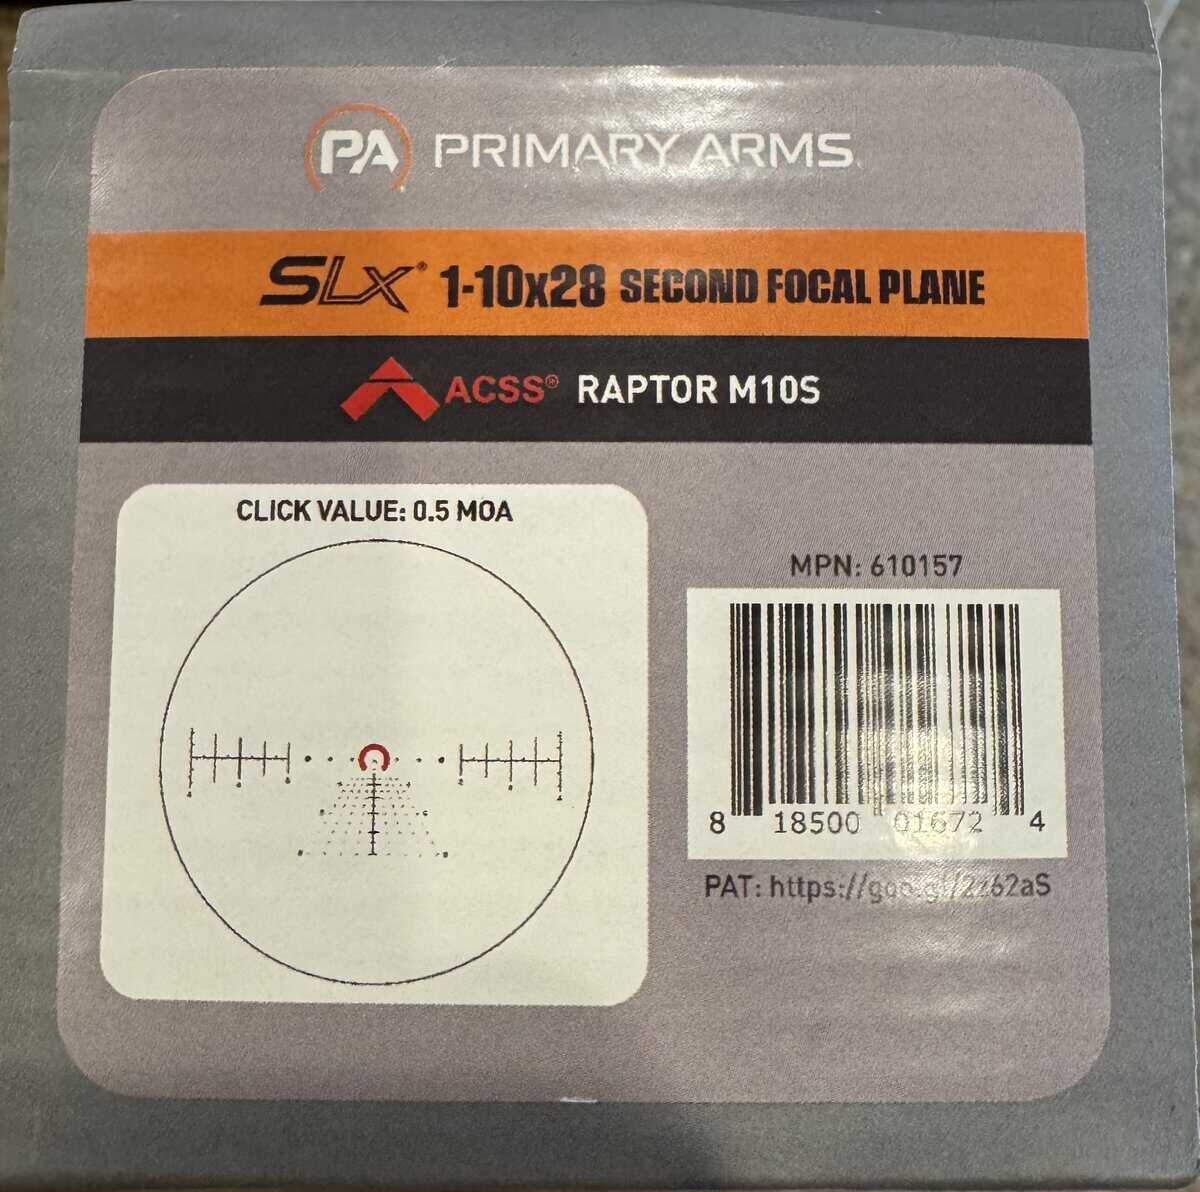 PA PRIMARY ARMS
SLx® 1-10x28 SECOND FOCAL PLANE
ACSS® RAPTOR M10S
CLICK VALUE: 0.5 MOA
MPN: 610157
8 18500 01672 4
PAT: